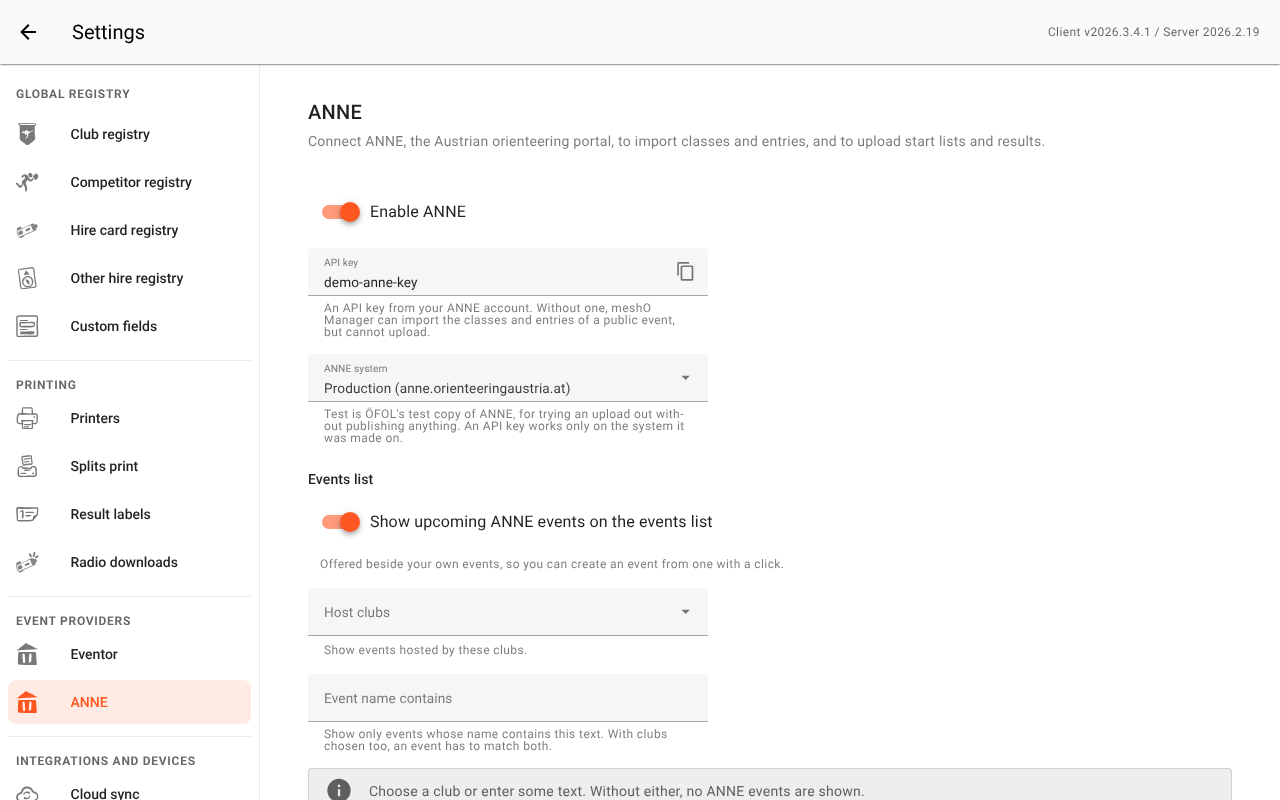 Settings
Client v2026.3.4.1 / Server 2026.2.19
GLOBAL REGISTRY
Club registry
Competitor registry
Hire card registry
Other hire registry
Custom fields
PRINTING
Printers
Splits print
Result labels
Radio downloads
EVENT PROVIDERS
Eventor
ANNE
INTEGRATIONS AND DEVICES
Cloud sync
ANNE
Connect ANNE, the Austrian orienteering portal, to import classes and entries, and to upload start lists and results.
Enable ANNE
API key
demo-anne-key
An API key from your ANNE account. Without one, meshO
Manager can import the classes and entries of a public event,
but cannot upload.
ANNE system
Production (anne.orienteeringaustria.at)
Test is ÖFOL's test copy of ANNE, for trying an upload out with-
out publishing anything. An API key works only on the system it
was made on.
Events list
Show upcoming ANNE events on the events list
Offered beside your own events, so you can create an event from one with a click.
Host clubs
Show events hosted by these clubs.
Event name contains
Show only events whose name contains this text. With clubs
chosen too, an event has to match both.
Choose a club or enter some text. Without either, no ANNE events are shown.